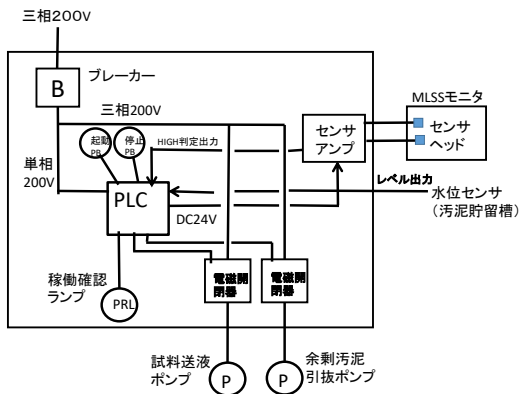 三相200V
B
ブレーカー
三相200V
MLSSモニタ
起動
PB
停止
PB
HIGH判定出力
センサ
アンプ
センサ
ヘッド
単相
200V
PLC
DC24V
レベル出力
水位センサ
(汚泥貯留槽)
電磁開
閉器
電磁開
閉器
稼働確認
ランプ
PRL
試料送液
ポンプ
P
P
余剰汚泥
引抜ポンプ